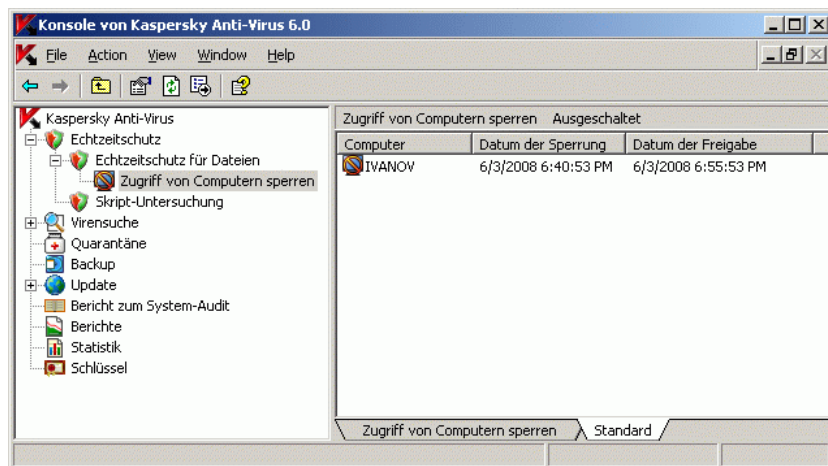 Konsole von Kaspersky Anti-Virus 6.0
File Action View Window Help
Kaspersky Anti-Virus
Echtzeitschutz
Echtzeitschutz für Dateien
Zugriff von Computern sperren
Skript-Untersuchung
Virensuche
Quarantäne
Backup
Update
Bericht zum System-Audit
Berichte
Statistik
Schlüssel
Zugriff von Computern sperren Ausgeschaltet
Computer Datum der Sperrung Datum der Freigabe
IVANOV 6/3/2008 6:40:53 PM 6/3/2008 6:55:53 PM
Zugriff von Computern sperren Standard